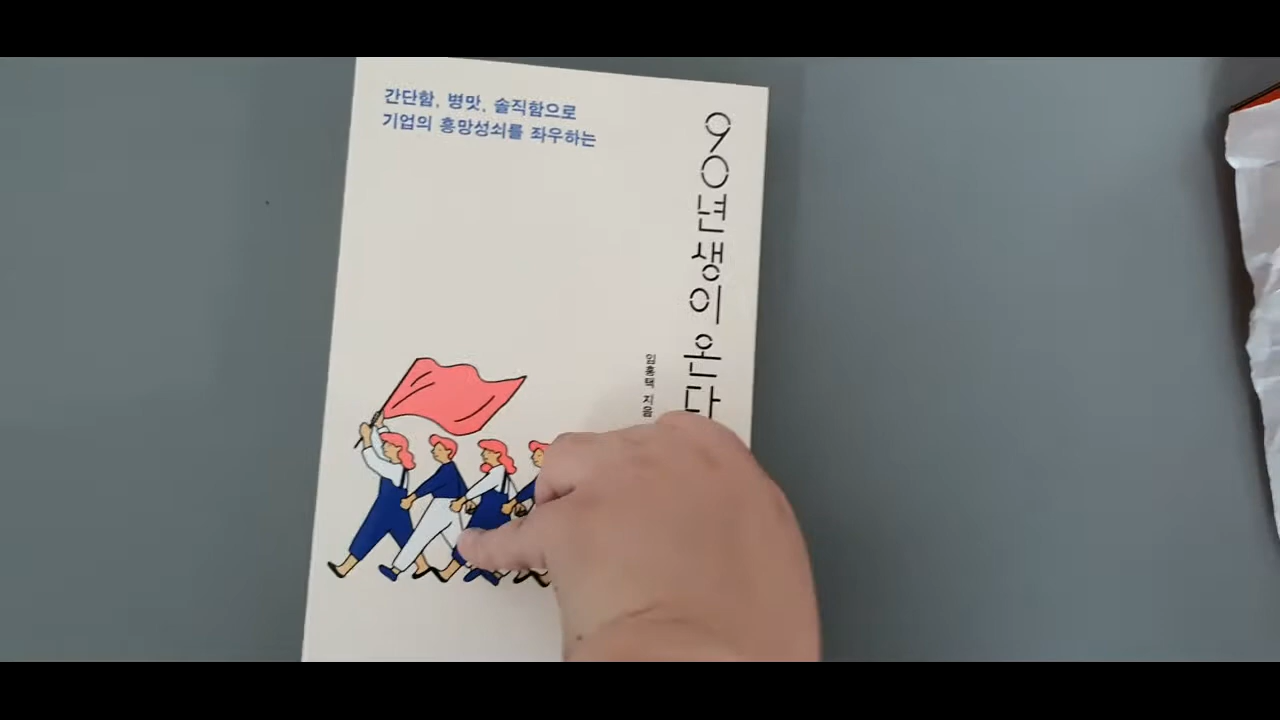 간단함, 병맛, 솔직함으로
기업의 흥망성쇠를 좌우하는
90년생이 온다
임홍택 지음